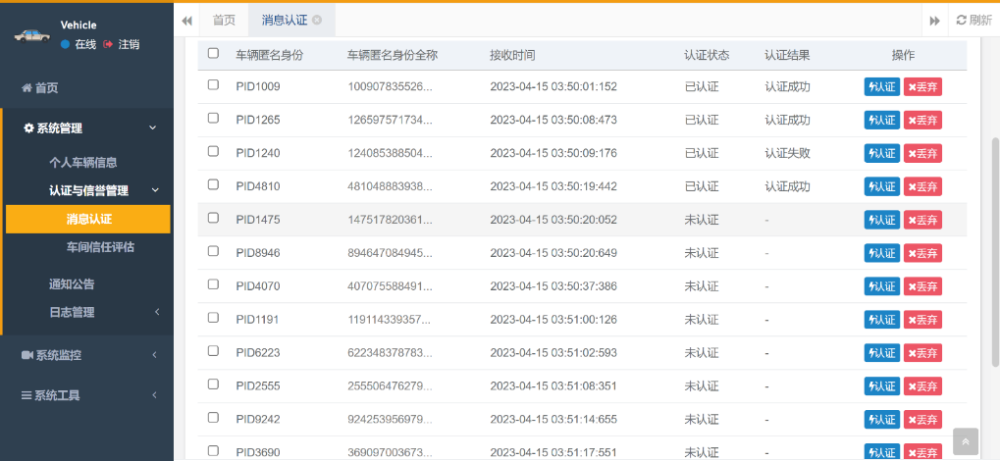 Vehicle
在线 注销
首页
系统管理
个人车辆信息
认证与信誉管理
消息认证
车间信任评估
通知公告
日志管理
系统监控
系统工具
首页 消息认证 刷新
车辆匿名身份 车辆匿名身份全称 接收时间 认证状态 认证结果 操作
PID1009 100907835526... 2023-04-15 03:50:01:152 已认证 认证成功 认证 丢弃
PID1265 126597571734... 2023-04-15 03:50:08:473 已认证 认证成功 认证 丢弃
PID1240 124085388504... 2023-04-15 03:50:09:176 已认证 认证失败 认证 丢弃
PID4810 481048883938... 2023-04-15 03:50:19:442 已认证 认证成功 认证 丢弃
PID1475 147517820361... 2023-04-15 03:50:20:052 未认证 - 认证 丢弃
PID8946 894647084945... 2023-04-15 03:50:20:649 未认证 - 认证 丢弃
PID4070 407075588491... 2023-04-15 03:50:37:386 未认证 - 认证 丢弃
PID1191 119114339357... 2023-04-15 03:51:00:126 未认证 - 认证 丢弃
PID6223 622348378783... 2023-04-15 03:51:02:593 未认证 - 认证 丢弃
PID2555 255506476279... 2023-04-15 03:51:08:351 未认证 - 认证 丢弃
PID9242 924253956979... 2023-04-15 03:51:14:655 未认证 - 认证 丢弃
PID3690 369097003673... 2023-04-15 03:51:17:551 未认证 - 认证 丢弃